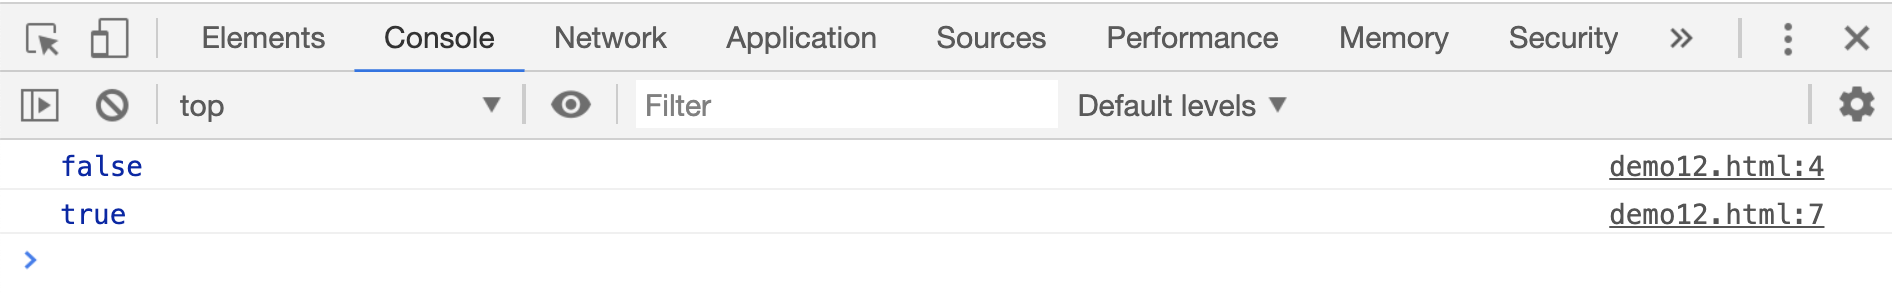 Elements Console Network Application Sources Performance Memory Security
top Filter Default levels
false demo12.html:4
true demo12.html:7